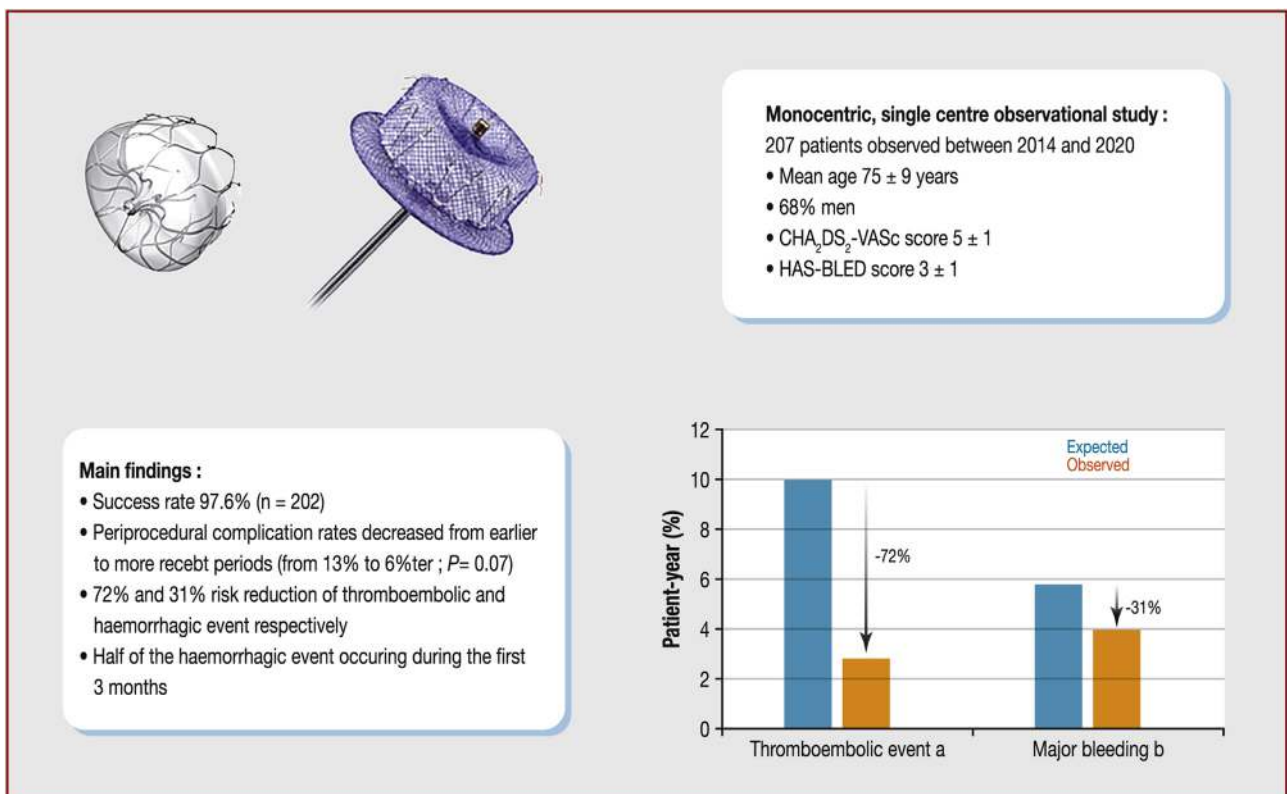 Monocentric, single centre observational study :
207 patients observed between 2014 and 2020
• Mean age 75 ± 9 years
• 68% men
• CHA₂DS₂-VASc score 5 ± 1
• HAS-BLED score 3 ± 1
Main findings :
• Success rate 97.6% (n = 202)
• Periprocedural complication rates decreased from earlier
to more recebt periods (from 13% to 6%ter ; P= 0.07)
• 72% and 31% risk reduction of thromboembolic and
haemorrhagic event respectively
• Half of the haemorrhagic event occuring during the first
3 months
Patient-year (%)
12
10
8
6
4
2
0
Expected
Observed
-72%
-31%
Thromboembolic event a
Major bleeding b